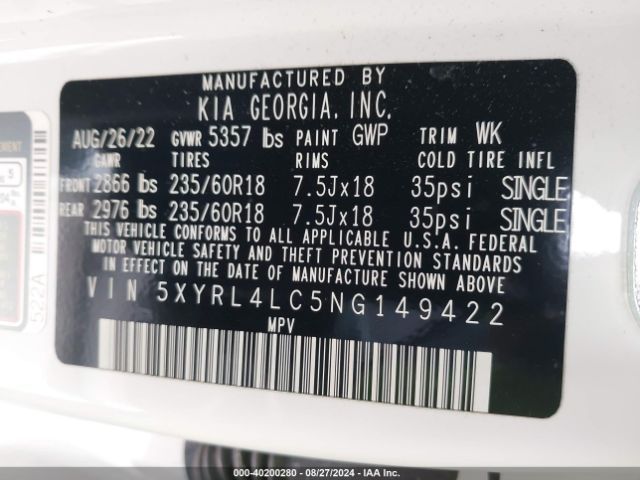 MANUFACTURED BY
KIA GEORGIA, INC.
AUG/26/22 GVWR 5357 lbs PAINT GWP TRIM WK
GAWR TIRES RIMS COLD TIRE INFL
FRONT 2866 lbs 235/60R18 7.5Jx18 35psi SINGLE
REAR 2976 lbs 235/60R18 7.5Jx18 35psi SINGLE
THIS VEHICLE CONFORMS TO ALL APPLICABLE U.S.A. FEDERAL
MOTOR VEHICLE SAFETY AND THEFT PREVENTION STANDARDS
IN EFFECT ON THE DATE OF MANUFACTURE SHOWN ABOVE
VIN 5XYRL4LC5NG149422
MPV
5
522A
000-40200280 - 08/27/2024 - IAA Inc.